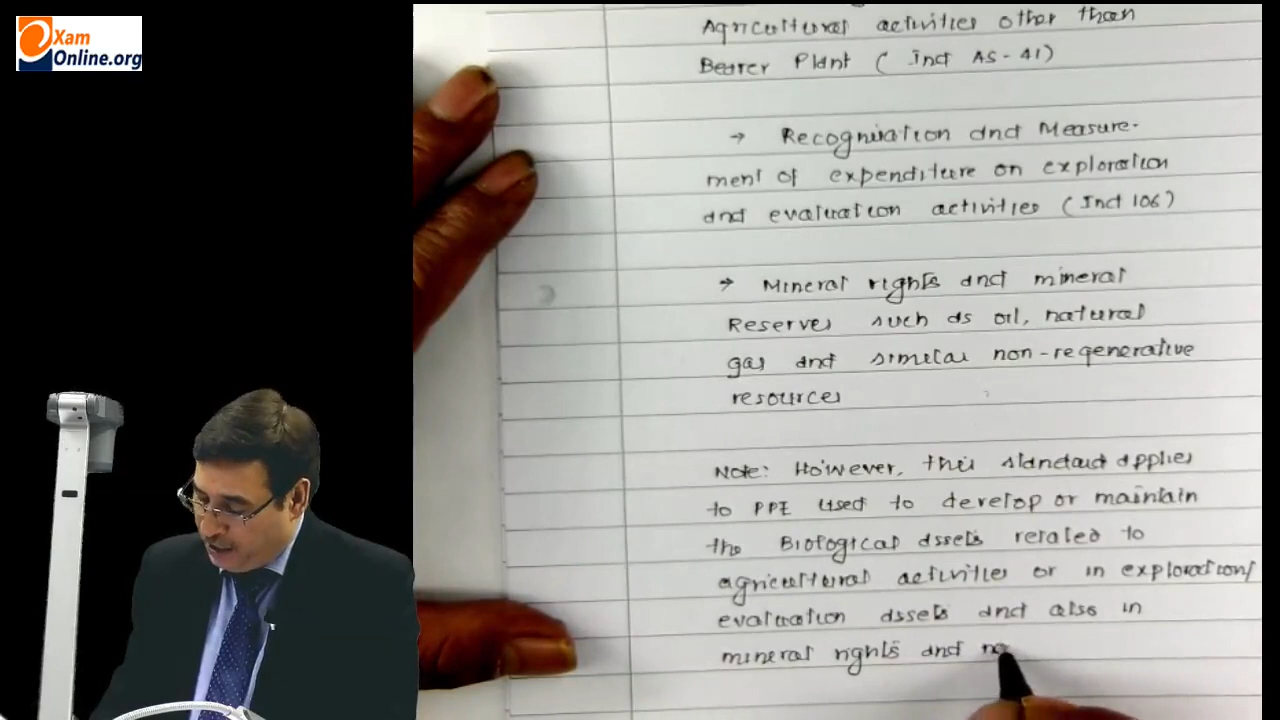 Xam
Online.org
Agricultural activities other than
Bearer Plant ( Ind AS - 41)
→ Recognisation and Measure-
ment of expenditure on exploration
and evaluation activities (Ind 106)
→ Mineral rights and mineral
Reserves such as oil, natural
gas and similar non-regenerative
resources
Note: However, this standard applies
to PPE used to develop or maintain
the Biological assets related to
agricultural activities or in exploration/
evaluation assets and also in
mineral rights and